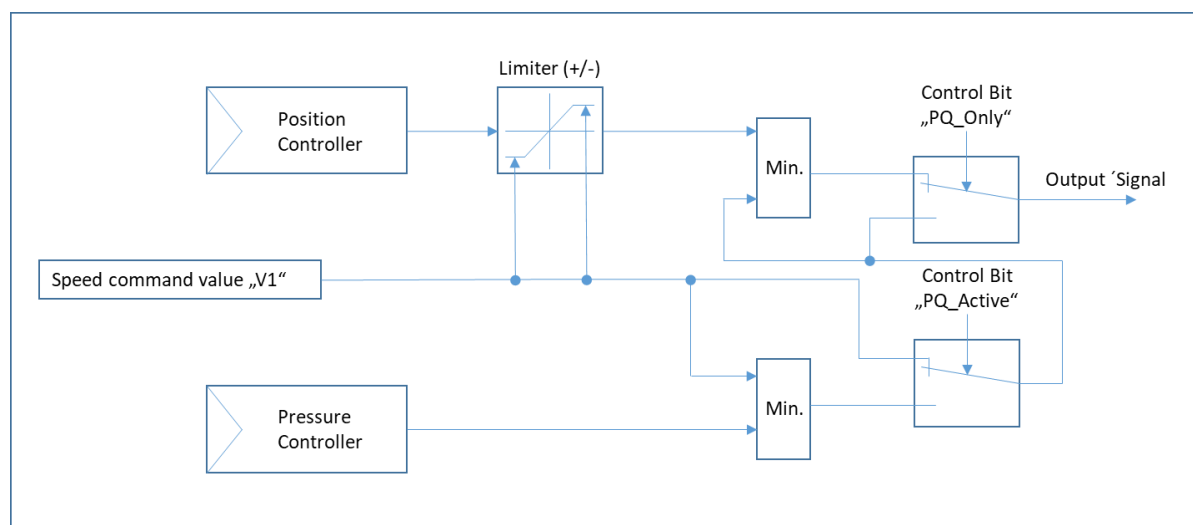 Limiter (+/-)
Position
Controller
Control Bit
„PQ_Only“
Min.
Output ´Signal
Speed command value „V1“
Control Bit
„PQ_Active“
Pressure
Controller
Min.